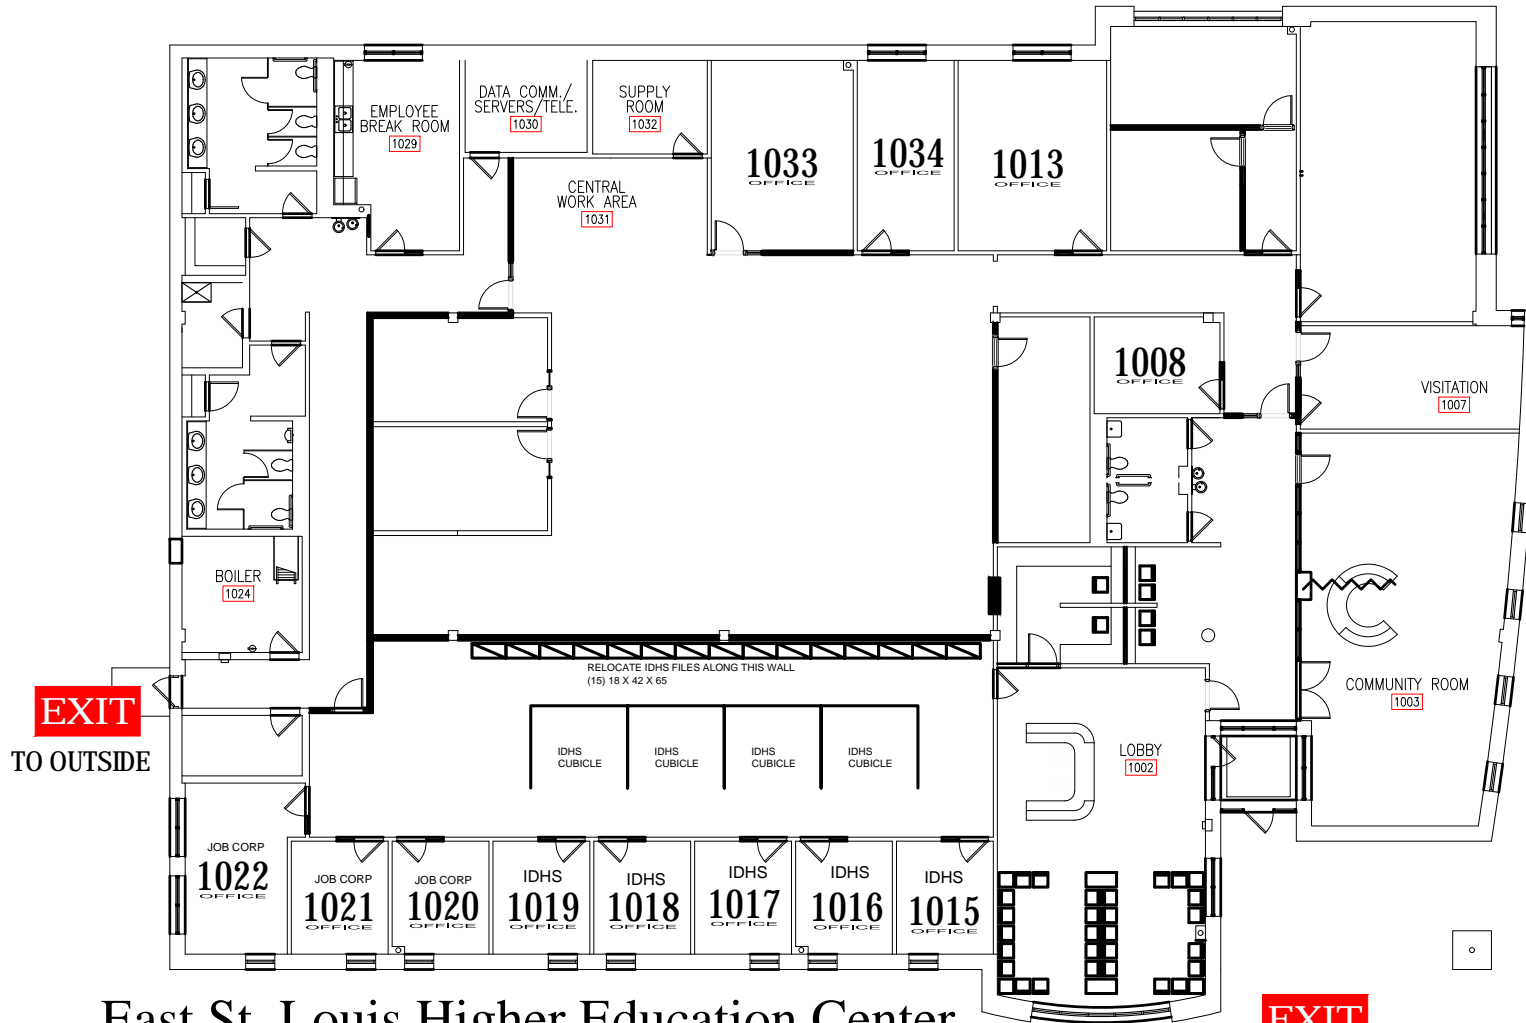 EMPLOYEE
BREAK ROOM
1029
DATA COMM./
SERVERS/TELE.
1030
SUPPLY
ROOM
1032
1033
OFFICE
1034
OFFICE
1013
OFFICE
CENTRAL
WORK AREA
1031
1008
OFFICE
VISITATION
1007
BOILER
1024
RELOCATE IDHS FILES ALONG THIS WALL
(15) 18 X 42 X 65
EXIT
TO OUTSIDE
IDHS
CUBICLE
IDHS
CUBICLE
IDHS
CUBICLE
IDHS
CUBICLE
LOBBY
1002
COMMUNITY ROOM
1003
JOB CORP
1022
OFFICE
JOB CORP
1021
OFFICE
JOB CORP
1020
OFFICE
IDHS
1019
OFFICE
IDHS
1018
OFFICE
IDHS
1017
OFFICE
IDHS
1016
OFFICE
IDHS
1015
OFFICE
East St. Louis Higher Education Center
EXIT